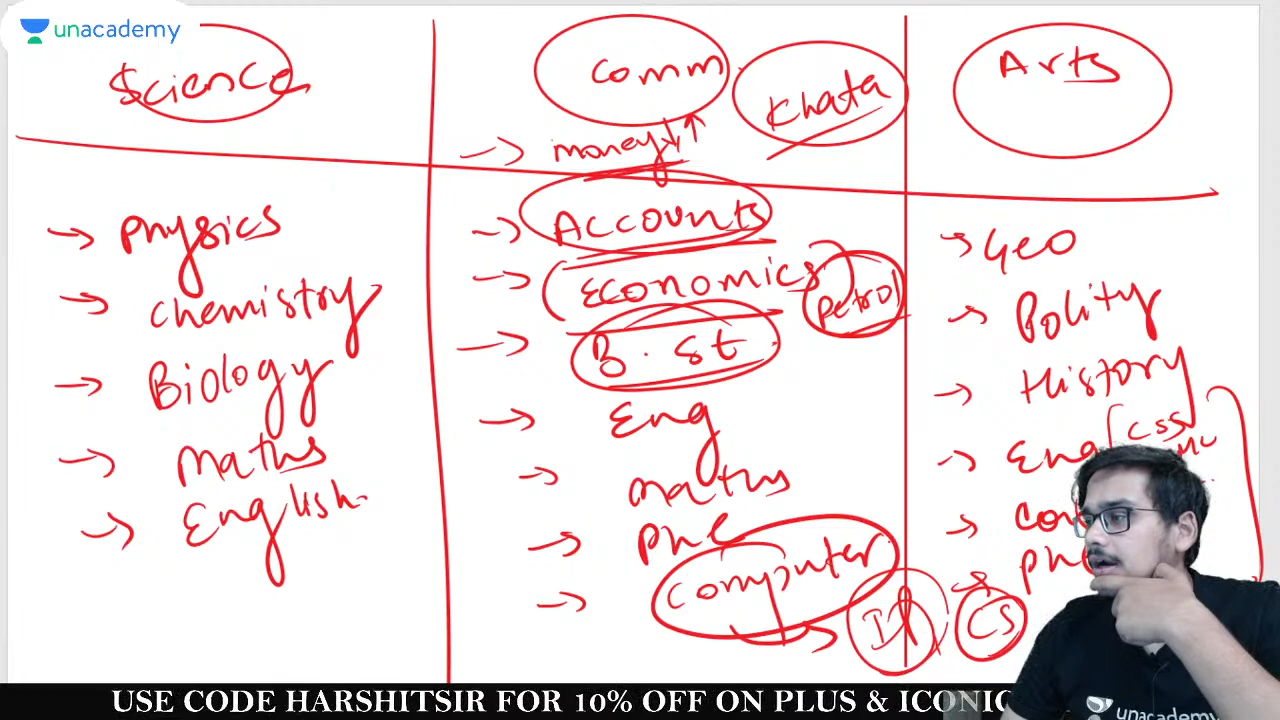 unacademy
Science
Physics
Chemistry
Biology
Maths
English
Comm
Khata
money ↓↑
Accounts
(Economics)
Petrol
B. St
Eng
Maths
Phe
Computer
CS
Arts
Geo
Polity
History
Eng
USE CODE HARSHITSIR FOR 10% OFF ON PLUS & ICONIC
unacademy